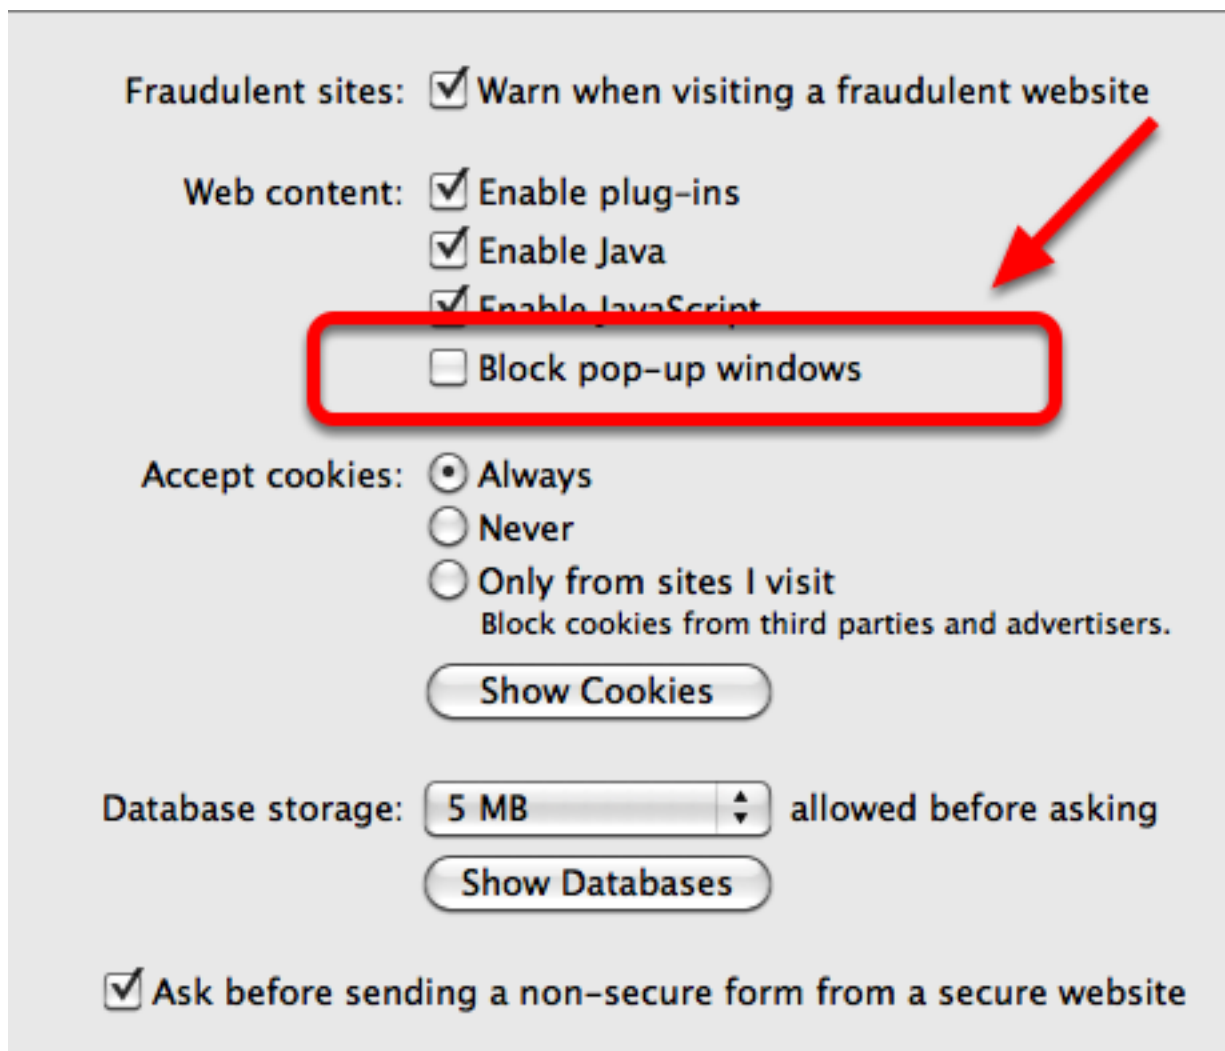 Fraudulent sites: Warn when visiting a fraudulent website
Web content: Enable plug-ins
Enable Java
Enable JavaScript
Block pop-up windows
Accept cookies: Always
Never
Only from sites I visit
Block cookies from third parties and advertisers.
Show Cookies
Database storage: 5 MB allowed before asking
Show Databases
Ask before sending a non-secure form from a secure website